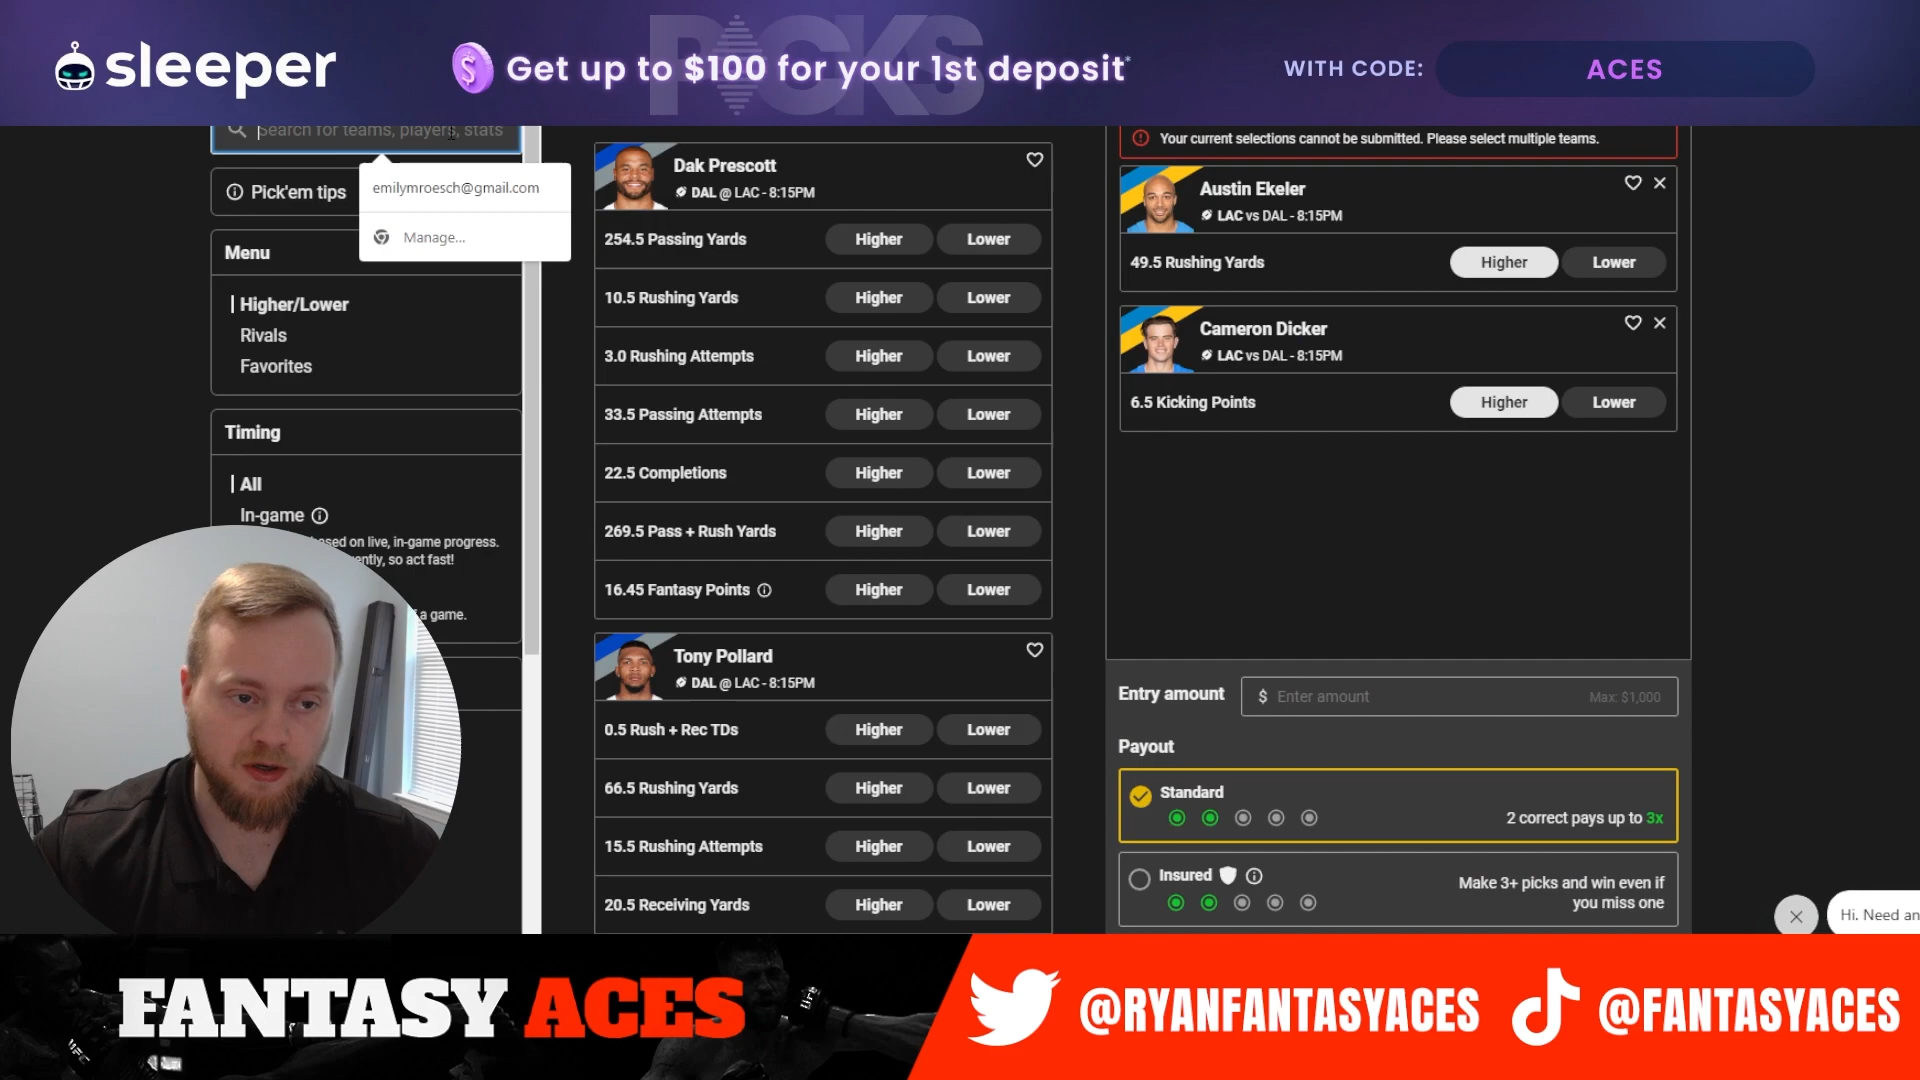 sleeper
PICKS
Get up to $100 for your 1st deposit*
WITH CODE:
ACES
Search for teams, players, stats
emilymroesch@gmail.com
Manage...
Pick'em tips
Menu
Higher/Lower
Rivals
Favorites
Timing
All
In-game
based on live, in-game progress.
so act fast!
a game.
Dak Prescott
DAL @ LAC - 8:15PM
254.5 Passing Yards Higher Lower
10.5 Rushing Yards Higher Lower
3.0 Rushing Attempts Higher Lower
33.5 Passing Attempts Higher Lower
22.5 Completions Higher Lower
269.5 Pass + Rush Yards Higher Lower
16.45 Fantasy Points Higher Lower
Tony Pollard
DAL @ LAC - 8:15PM
0.5 Rush + Rec TDs Higher Lower
66.5 Rushing Yards Higher Lower
15.5 Rushing Attempts Higher Lower
20.5 Receiving Yards Higher Lower
Your current selections cannot be submitted. Please select multiple teams.
Austin Ekeler
LAC vs DAL - 8:15PM
49.5 Rushing Yards Higher Lower
Cameron Dicker
LAC vs DAL - 8:15PM
6.5 Kicking Points Higher Lower
Entry amount $ Enter amount Max: $1,000
Payout
Standard
2 correct pays up to 3x
Insured
Make 3+ picks and win even if
you miss one
Hi. Need an
FANTASY ACES
UFC
@RYANFANTASYACES
@FANTASYACES